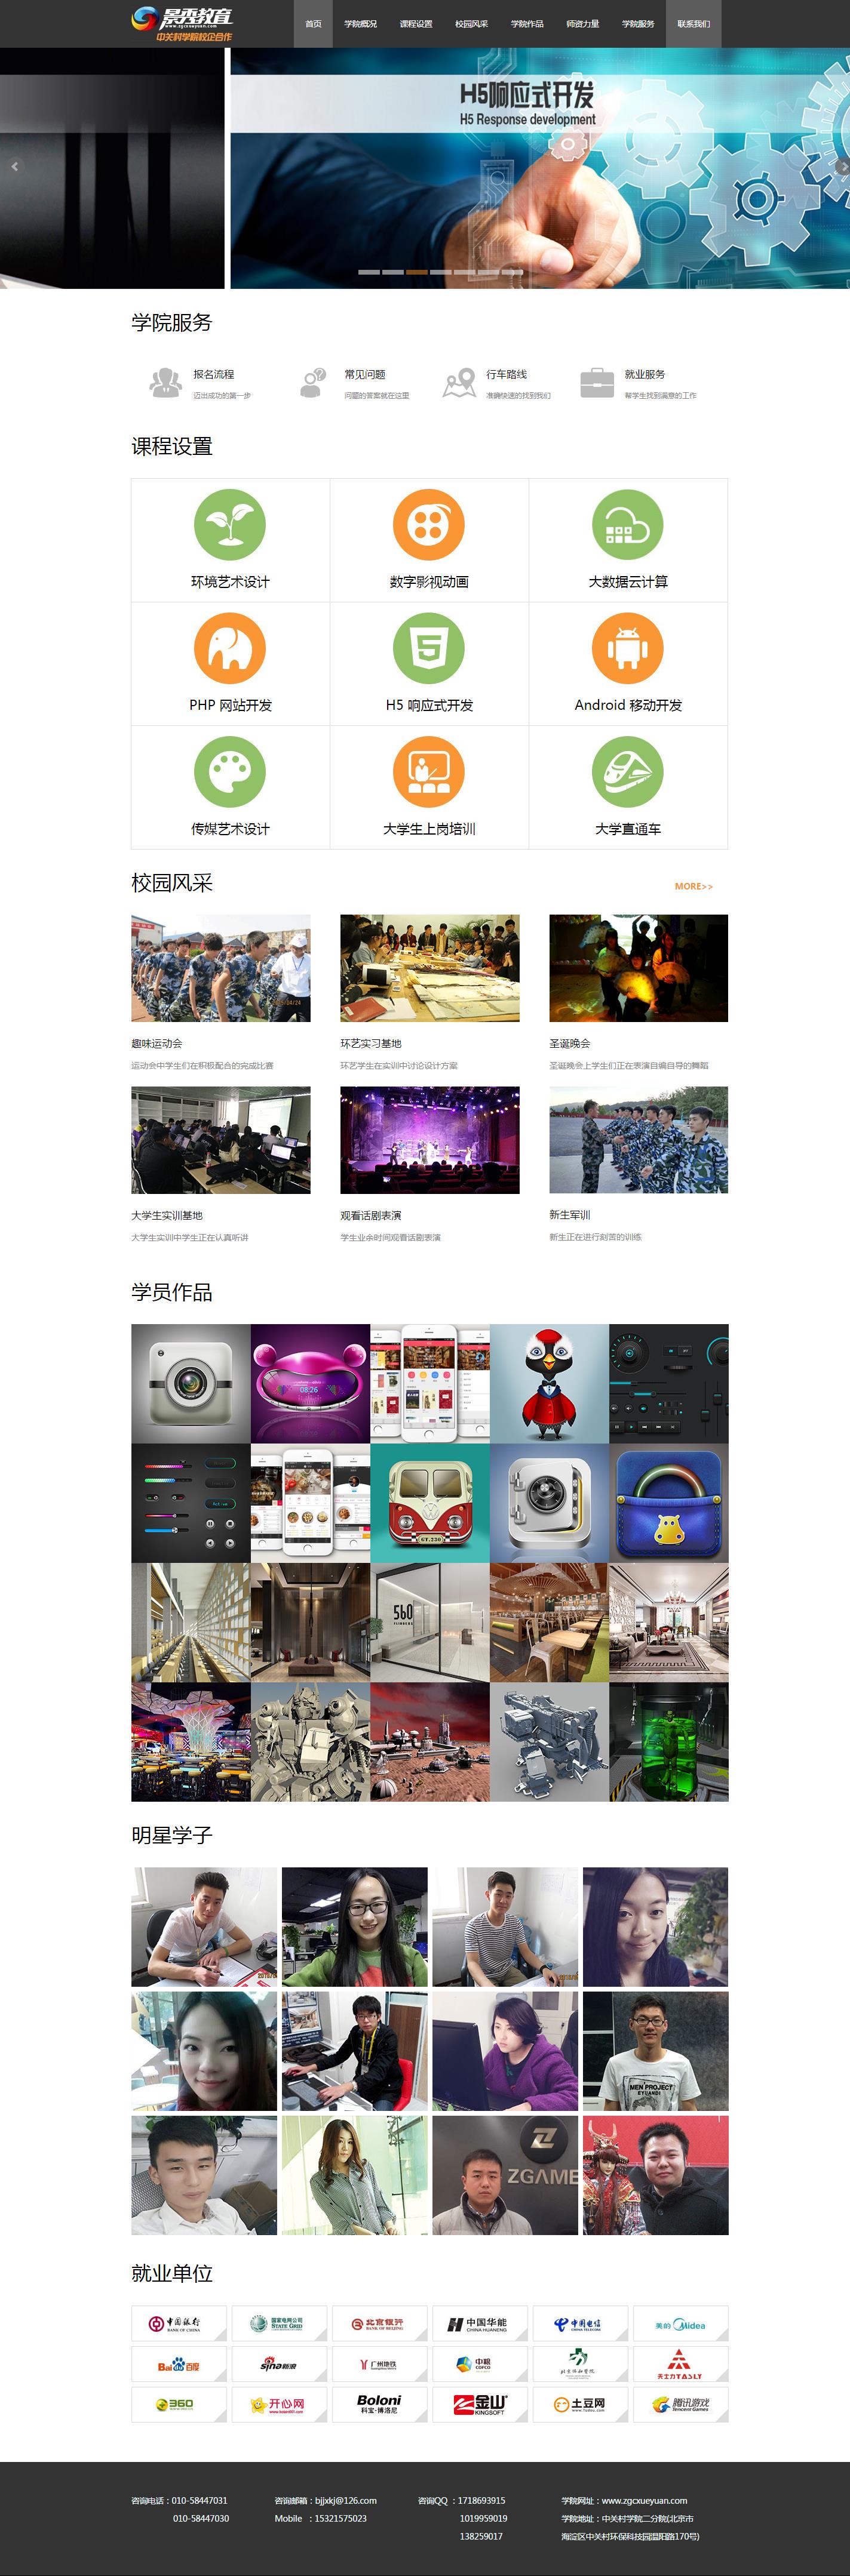 景秀教育
www.zgcxueyuan.com
中关村学院校企合作
首页 学院概况 课程设置 校园风采 学院作品 师资力量 学院服务 联系我们
H5响应式开发
H5 Response development
学院服务
报名流程 常见问题 行车路线 就业服务
迈出成功的第一步 问题的答案就在这里 准确快速的找到我们 帮学生找到满意的工作
课程设置
环境艺术设计 数字影视动画 大数据云计算
PHP 网站开发 H5 响应式开发 Android 移动开发
传媒艺术设计 大学生上岗培训 大学直通车
校园风采 MORE>>
趣味运动会 环艺实习基地 圣诞晚会
运动会中学生们在积极配合的完成比赛 环艺学生在实训中讨论设计方案 圣诞晚会上学生们正在表演自编自导的舞蹈
大学生实训基地 观看话剧表演 新生军训
大学生实训中学生正在认真听讲 学生业余时间观看话剧表演 新生正在进行刻苦的训练
学员作品
08:26
Active
GT.230
560
明星学子
MEN PROJECT
EYUANDI
ZGAME
就业单位
中国银行 国家电网公司 北京银行 中国华能 中国电信 美的 Midea
BANK OF CHINA STATE GRID BANK OF BEIJING CHINA HUANENG CHINA TELECOM
Bai 百度 sina新浪 广州地铁 中粮 COFCO 北京协和学院 天士力TASLY
360 开心网 Boloni 金山 土豆网 腾讯游戏
科宝·博洛尼 KINGSOFT www.Tudou.com Tencent Games
咨询电话：010-58447031 咨询邮箱：bjjxkj@126.com 咨询QQ ：1718693915 学院网址：www.zgcxueyuan.com
010-58447030 Mobile ：15321575023 1019959019 学院地址：中关村学院二分院(北京市
138259017 海淀区中关村环保科技园温阳路170号)